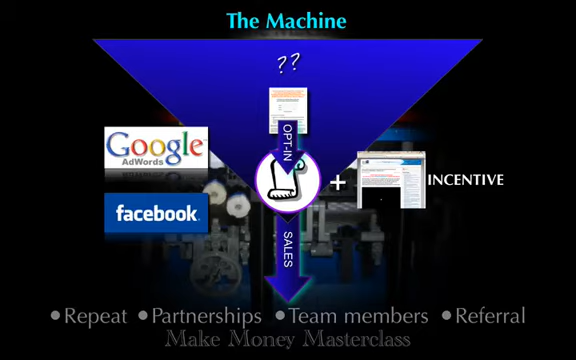 The Machine
??
OPT-IN
Google
AdWords
+
INCENTIVE
facebook
SALES
•Repeat •Partnerships •Team members •Referral
Make Money Masterclass